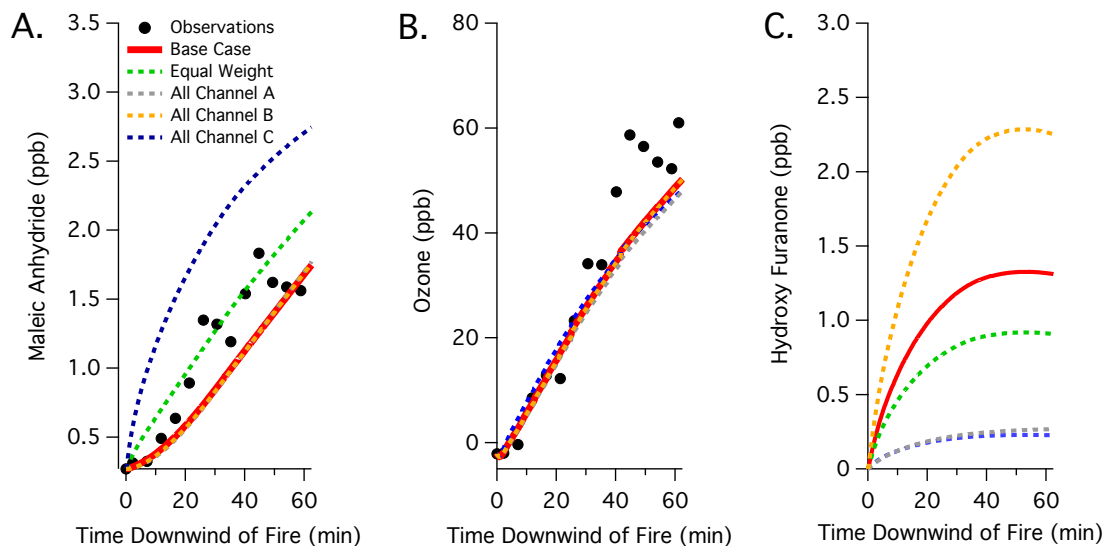 A.
3.5
3.0
2.5
2.0
1.5
1.0
0.5
Maleic Anhydride (ppb)
Observations
Base Case
Equal Weight
All Channel A
All Channel B
All Channel C
0
20
40
60
Time Downwind of Fire (min)
B.
80
60
40
20
0
Ozone (ppb)
0
20
40
60
Time Downwind of Fire (min)
C.
3.0
2.5
2.0
1.5
1.0
0.5
0
Hydroxy Furanone (ppb)
0
20
40
60
Time Downwind of Fire (min)